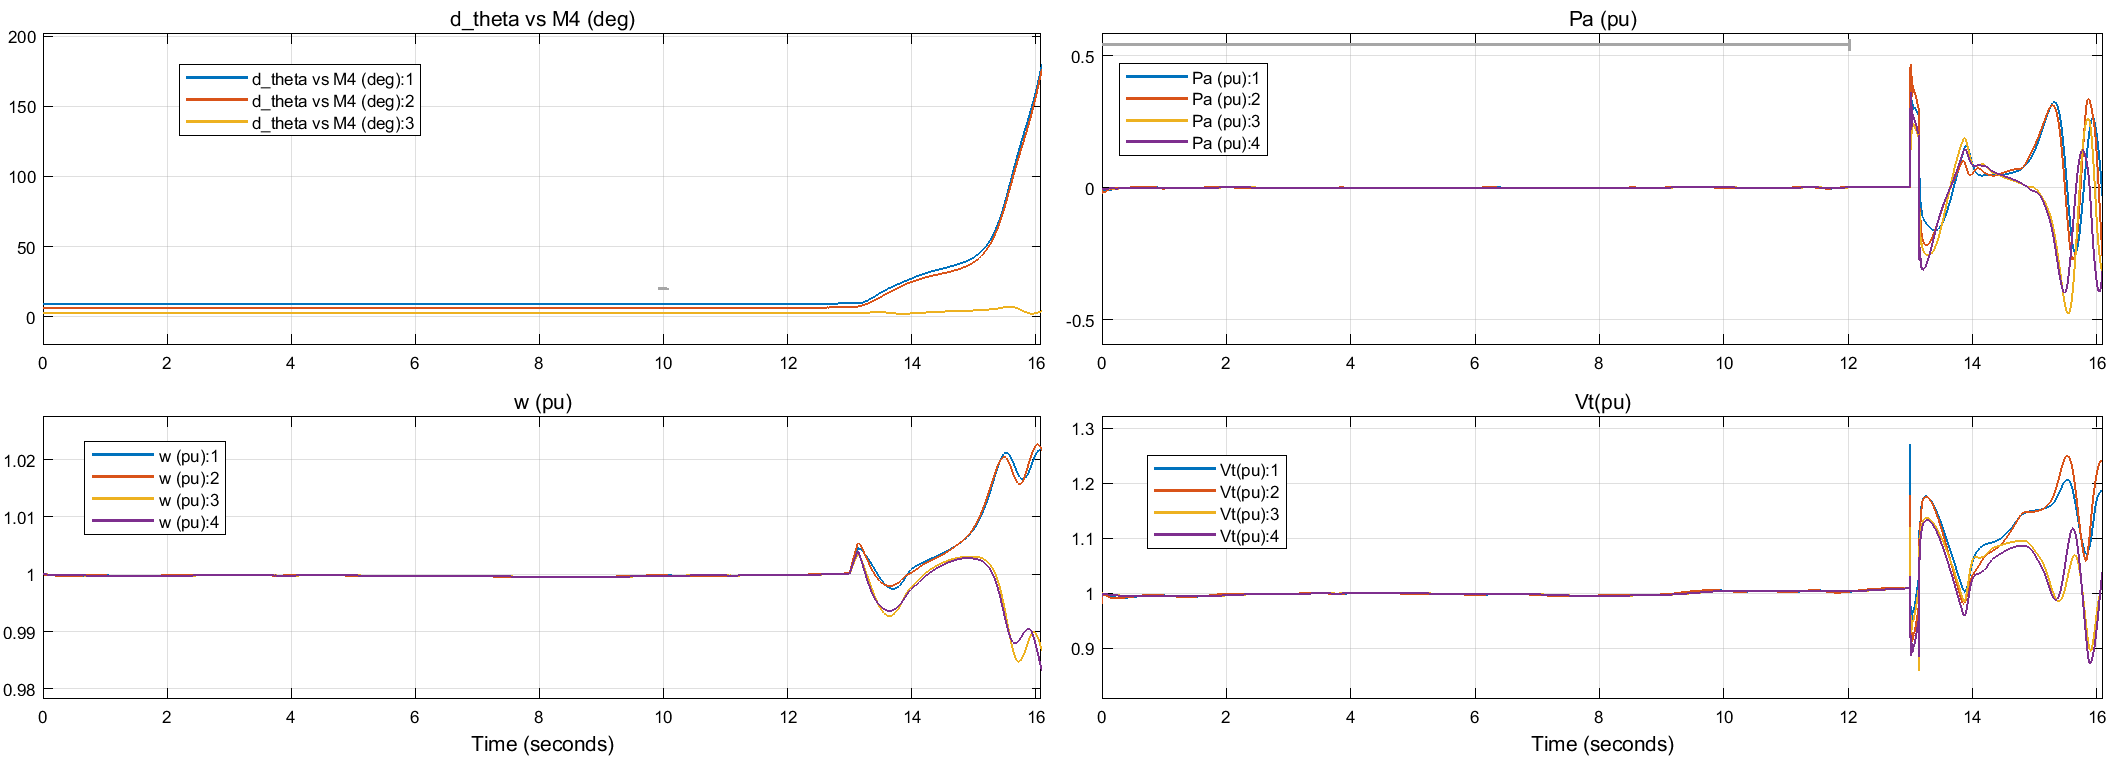 d_theta vs M4 (deg)
200
150
100
50
0
d_theta vs M4 (deg):1
d_theta vs M4 (deg):2
d_theta vs M4 (deg):3
0 2 4 6 8 10 12 14 16
Pa (pu)
0.5
0
-0.5
Pa (pu):1
Pa (pu):2
Pa (pu):3
Pa (pu):4
0 2 4 6 8 10 12 14 16
w (pu)
1.02
1.01
1
0.99
0.98
w (pu):1
w (pu):2
w (pu):3
w (pu):4
0 2 4 6 8 10 12 14 16
Time (seconds)
Vt(pu)
1.3
1.2
1.1
1
0.9
Vt(pu):1
Vt(pu):2
Vt(pu):3
Vt(pu):4
0 2 4 6 8 10 12 14 16
Time (seconds)